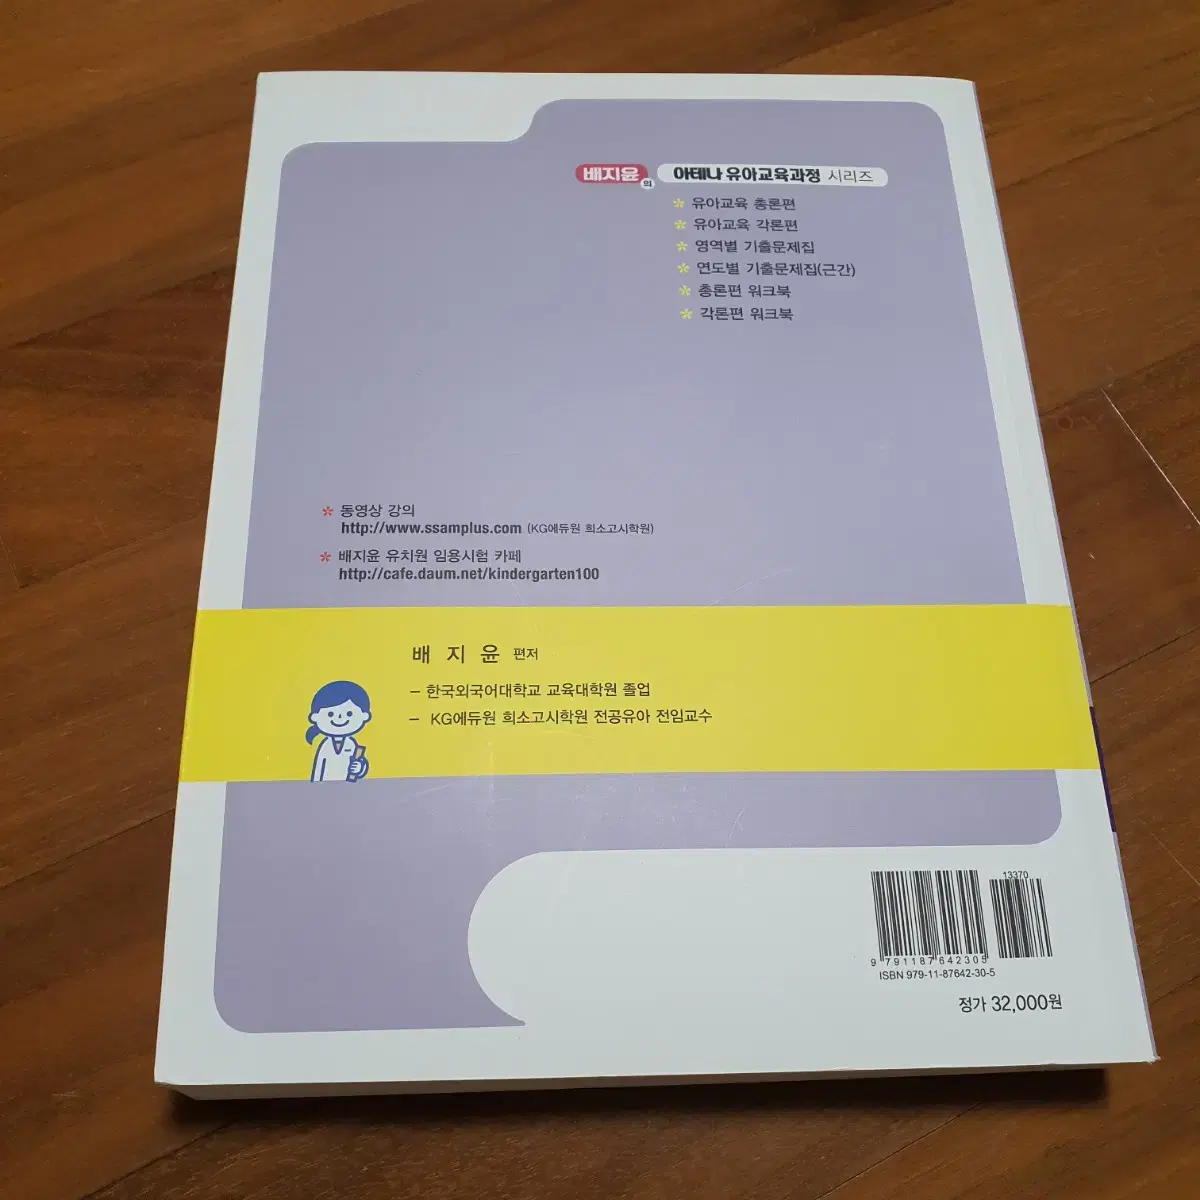 배지윤의 아테나 유아교육과정 시리즈
* 유아교육 총론편
* 유아교육 각론편
* 영역별 기출문제집
* 연도별 기출문제집(근간)
* 총론편 워크북
* 각론편 워크북
* 동영상 강의
http://www.ssamplus.com (KG에듀원 희소고시학원)
* 배지윤 유치원 임용시험 카페
http://cafe.daum.net/kindergarten100
배 지 윤 편저
– 한국외국어대학교 교육대학원 졸업
– KG에듀원 희소고시학원 전공유아 전임교수
13370
9 791187 642305
ISBN 979-11-87642-30-5
정가 32,000원